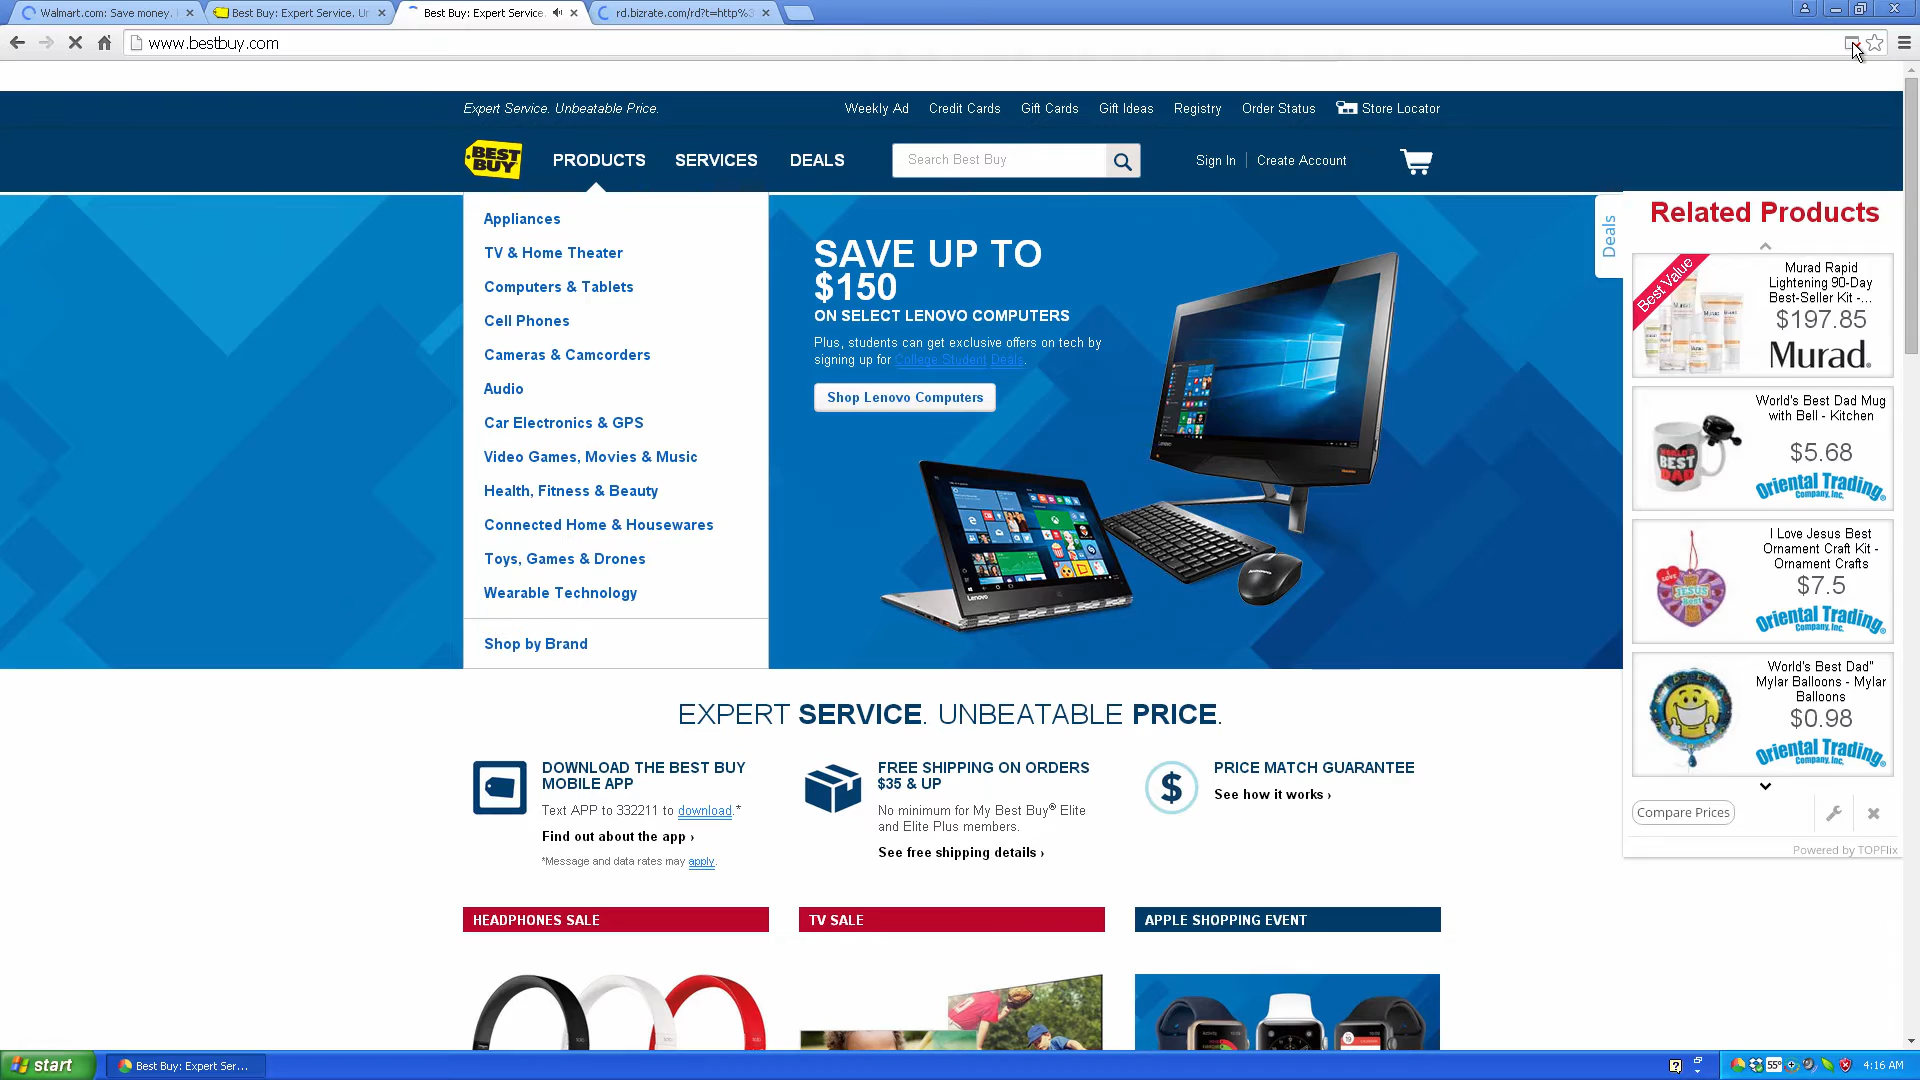 Walmart.com: Save money.
Best Buy: Expert Service. Un
Best Buy: Expert Service.
rd.bizrate.com/rd?t=http%3
www.bestbuy.com
Expert Service. Unbeatable Price.
Weekly Ad
Credit Cards
Gift Cards
Gift Ideas
Registry
Order Status
Store Locator
BEST BUY
PRODUCTS
SERVICES
DEALS
Search Best Buy
Sign In
Create Account
Appliances
TV & Home Theater
Computers & Tablets
Cell Phones
Cameras & Camcorders
Audio
Car Electronics & GPS
Video Games, Movies & Music
Health, Fitness & Beauty
Connected Home & Housewares
Toys, Games & Drones
Wearable Technology
Shop by Brand
SAVE UP TO
$150
ON SELECT LENOVO COMPUTERS
Plus, students can get exclusive offers on tech by
signing up for College Student Deals.
Shop Lenovo Computers
Lenovo
Deals
Related Products
Best Value
Murad Rapid
Lightening 90-Day
Best-Seller Kit -...
$197.85
Murad.
World's Best Dad Mug
with Bell - Kitchen
$5.68
WORLD'S
BEST
DAD
Oriental Trading
Company, Inc.
I Love Jesus Best
Ornament Craft Kit -
Ornament Crafts
$7.5
Oriental Trading
Company, Inc.
World's Best Dad"
Mylar Balloons - Mylar
Balloons
$0.98
Oriental Trading
Company, Inc.
Compare Prices
Powered by TOPFlix
EXPERT SERVICE. UNBEATABLE PRICE.
DOWNLOAD THE BEST BUY
MOBILE APP
Text APP to 332211 to download.*
Find out about the app ›
*Message and data rates may apply.
FREE SHIPPING ON ORDERS
$35 & UP
No minimum for My Best Buy® Elite
and Elite Plus members.
See free shipping details ›
$
PRICE MATCH GUARANTEE
See how it works ›
HEADPHONES SALE
TV SALE
APPLE SHOPPING EVENT
start
Best Buy: Expert Ser...
55°
4:16 AM